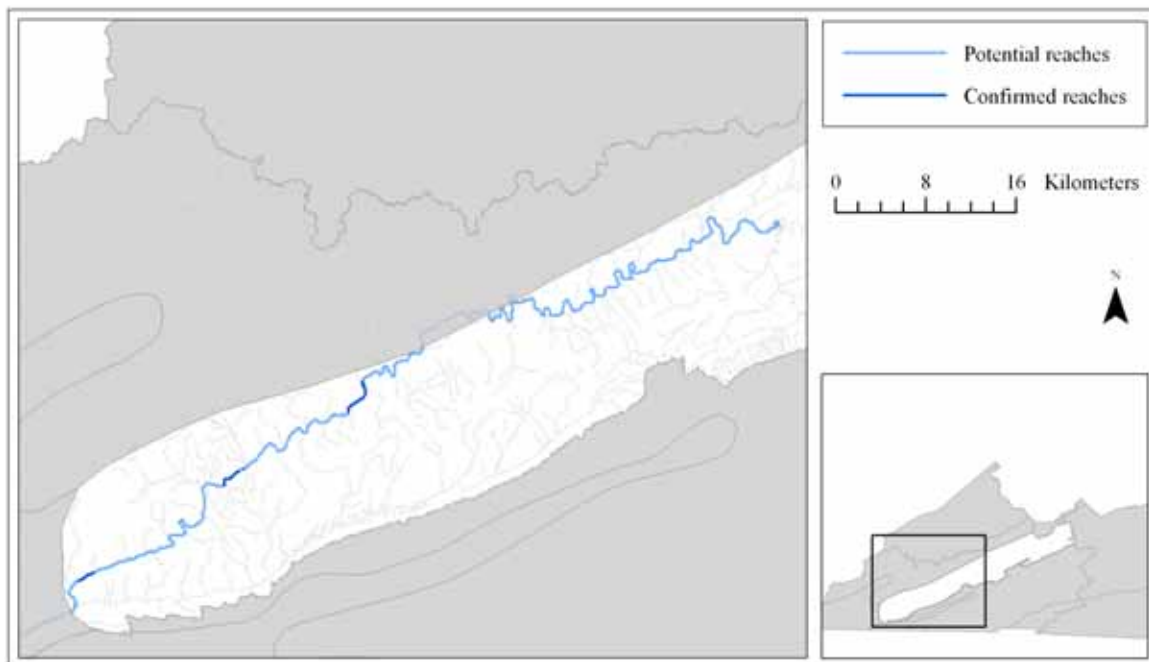 Potential reaches
Confirmed reaches
0 8 16 Kilometers
N